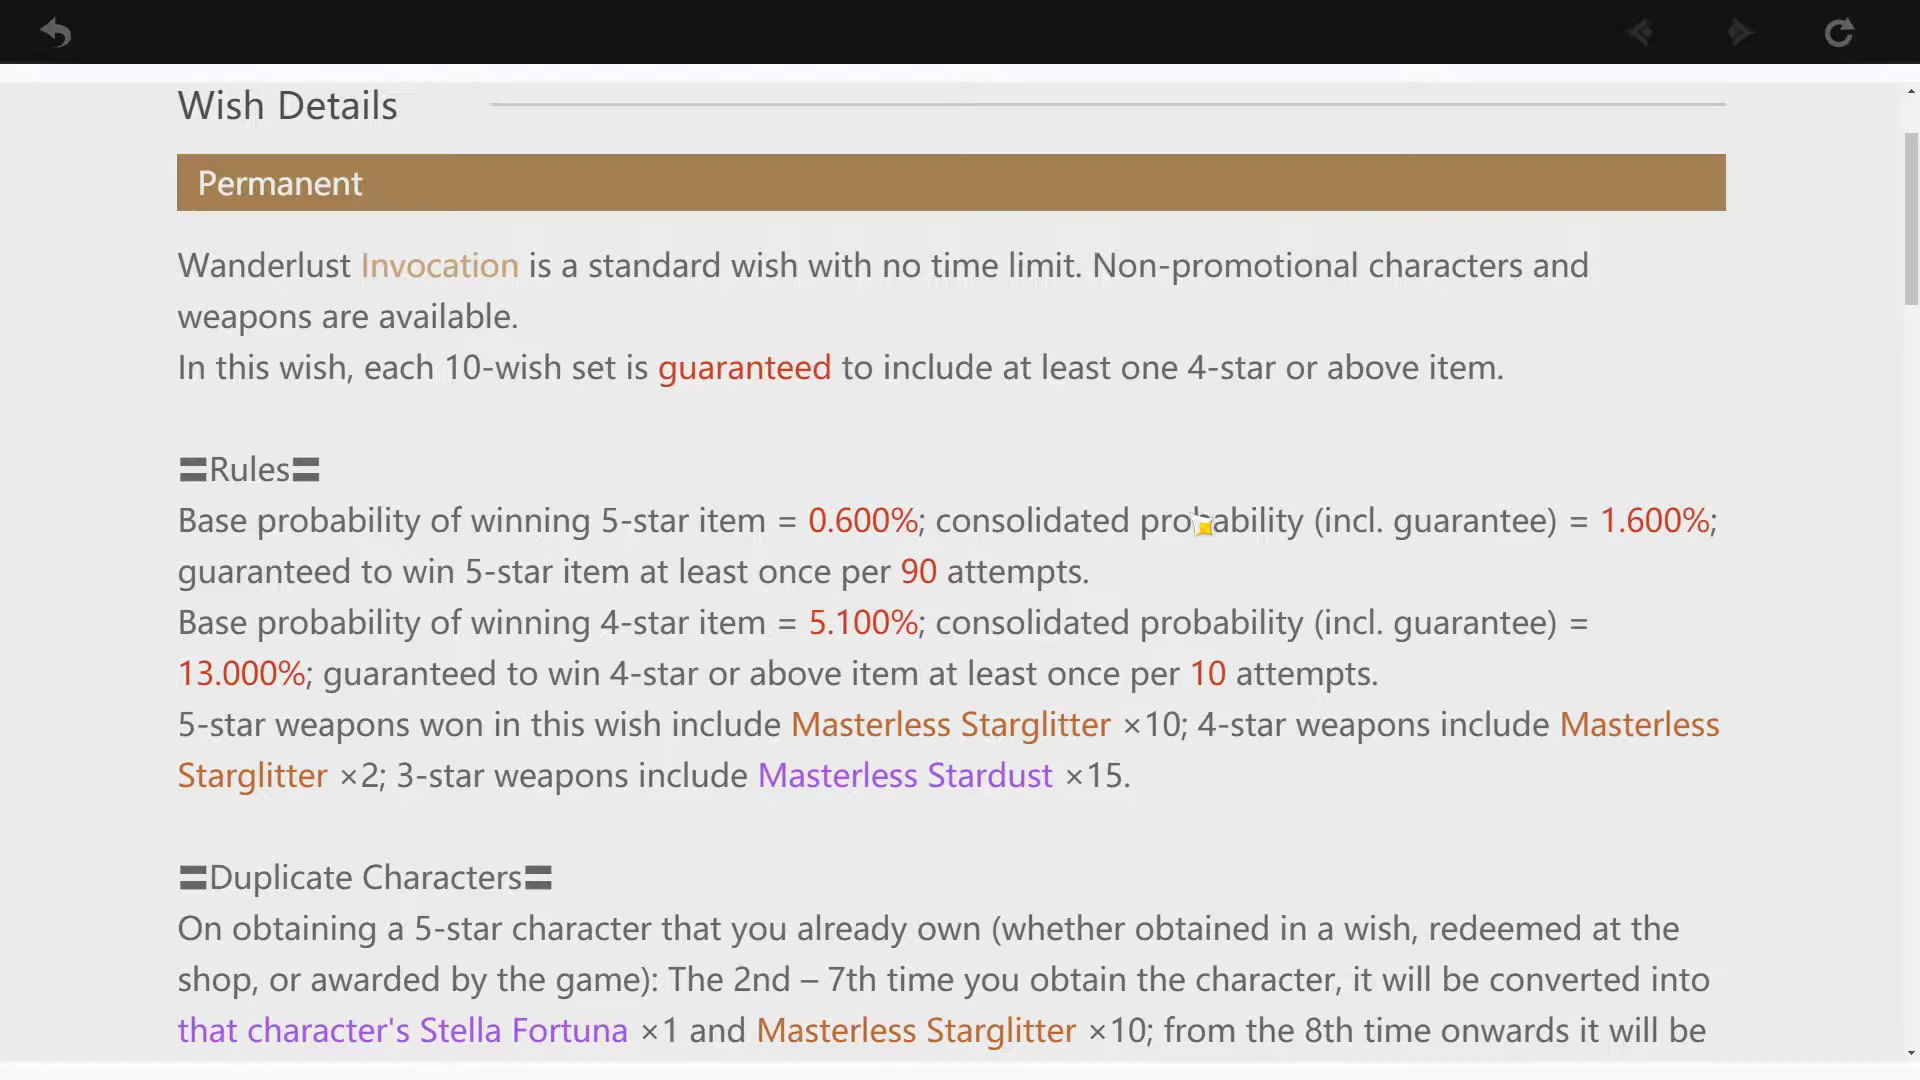 Wish Details
Permanent
Wanderlust Invocation is a standard wish with no time limit. Non-promotional characters and
weapons are available.
In this wish, each 10-wish set is guaranteed to include at least one 4-star or above item.
〓Rules〓
Base probability of winning 5-star item = 0.600%; consolidated probability (incl. guarantee) = 1.600%;
guaranteed to win 5-star item at least once per 90 attempts.
Base probability of winning 4-star item = 5.100%; consolidated probability (incl. guarantee) =
13.000%; guaranteed to win 4-star or above item at least once per 10 attempts.
5-star weapons won in this wish include Masterless Starglitter ×10; 4-star weapons include Masterless
Starglitter ×2; 3-star weapons include Masterless Stardust ×15.
〓Duplicate Characters〓
On obtaining a 5-star character that you already own (whether obtained in a wish, redeemed at the
shop, or awarded by the game): The 2nd – 7th time you obtain the character, it will be converted into
that character's Stella Fortuna ×1 and Masterless Starglitter ×10; from the 8th time onwards it will be